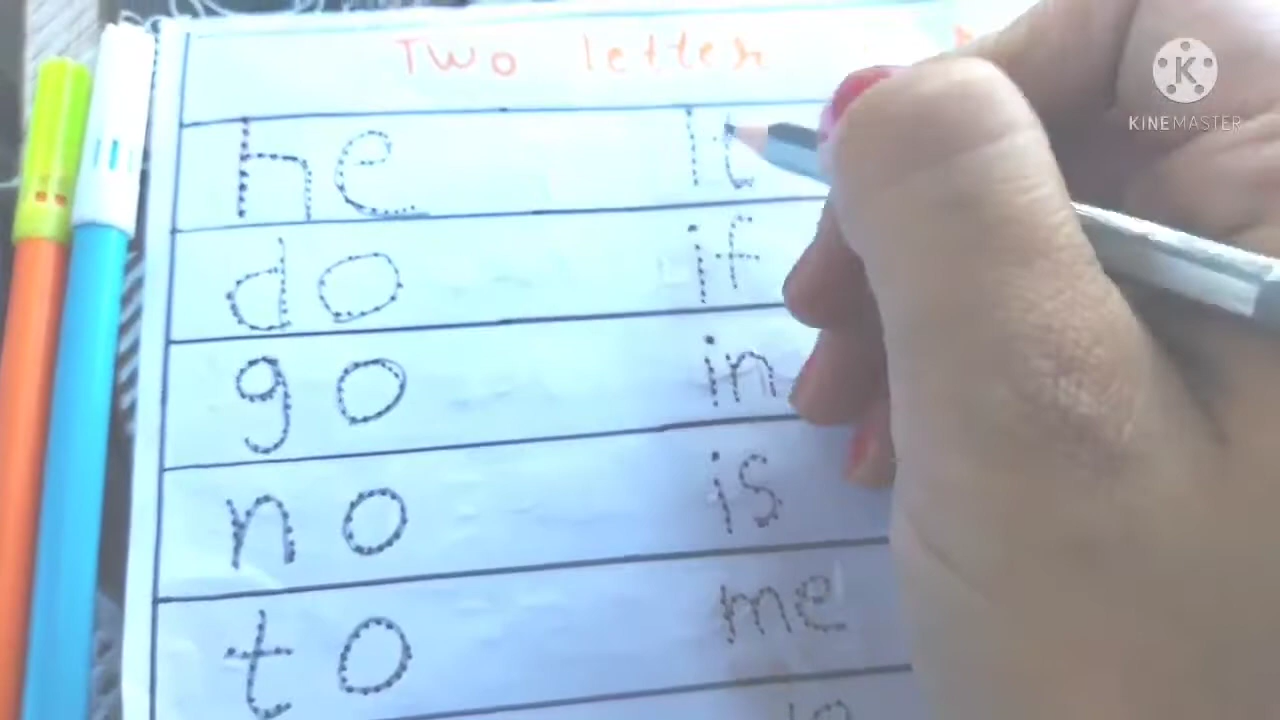 Two letter
he It
do if
go in
no is
to me
KINEMASTER